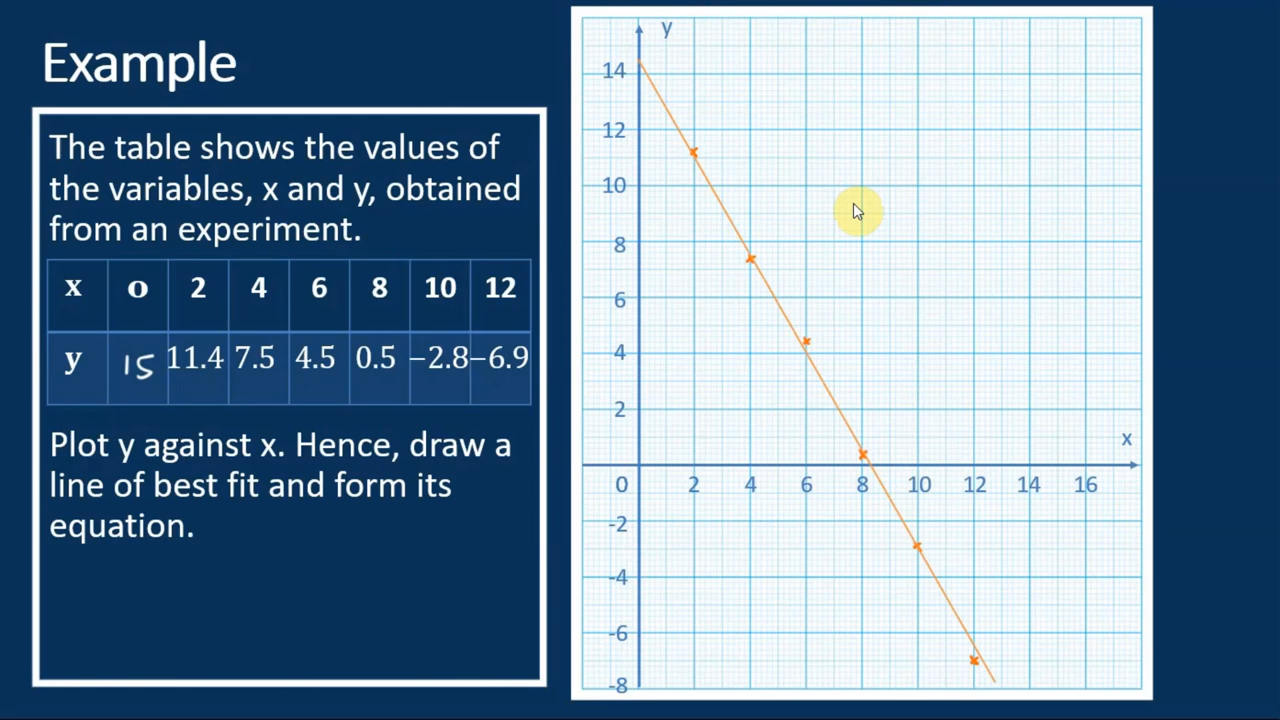 Example
The table shows the values of
the variables, x and y, obtained
from an experiment.
x 0 2 4 6 8 10 12
y 15 11.4 7.5 4.5 0.5 −2.8 −6.9
Plot y against x. Hence, draw a
line of best fit and form its
equation.
y
14
12
10
8
6
4
2
x
0 2 4 6 8 10 12 14 16
-2
-4
-6
-8